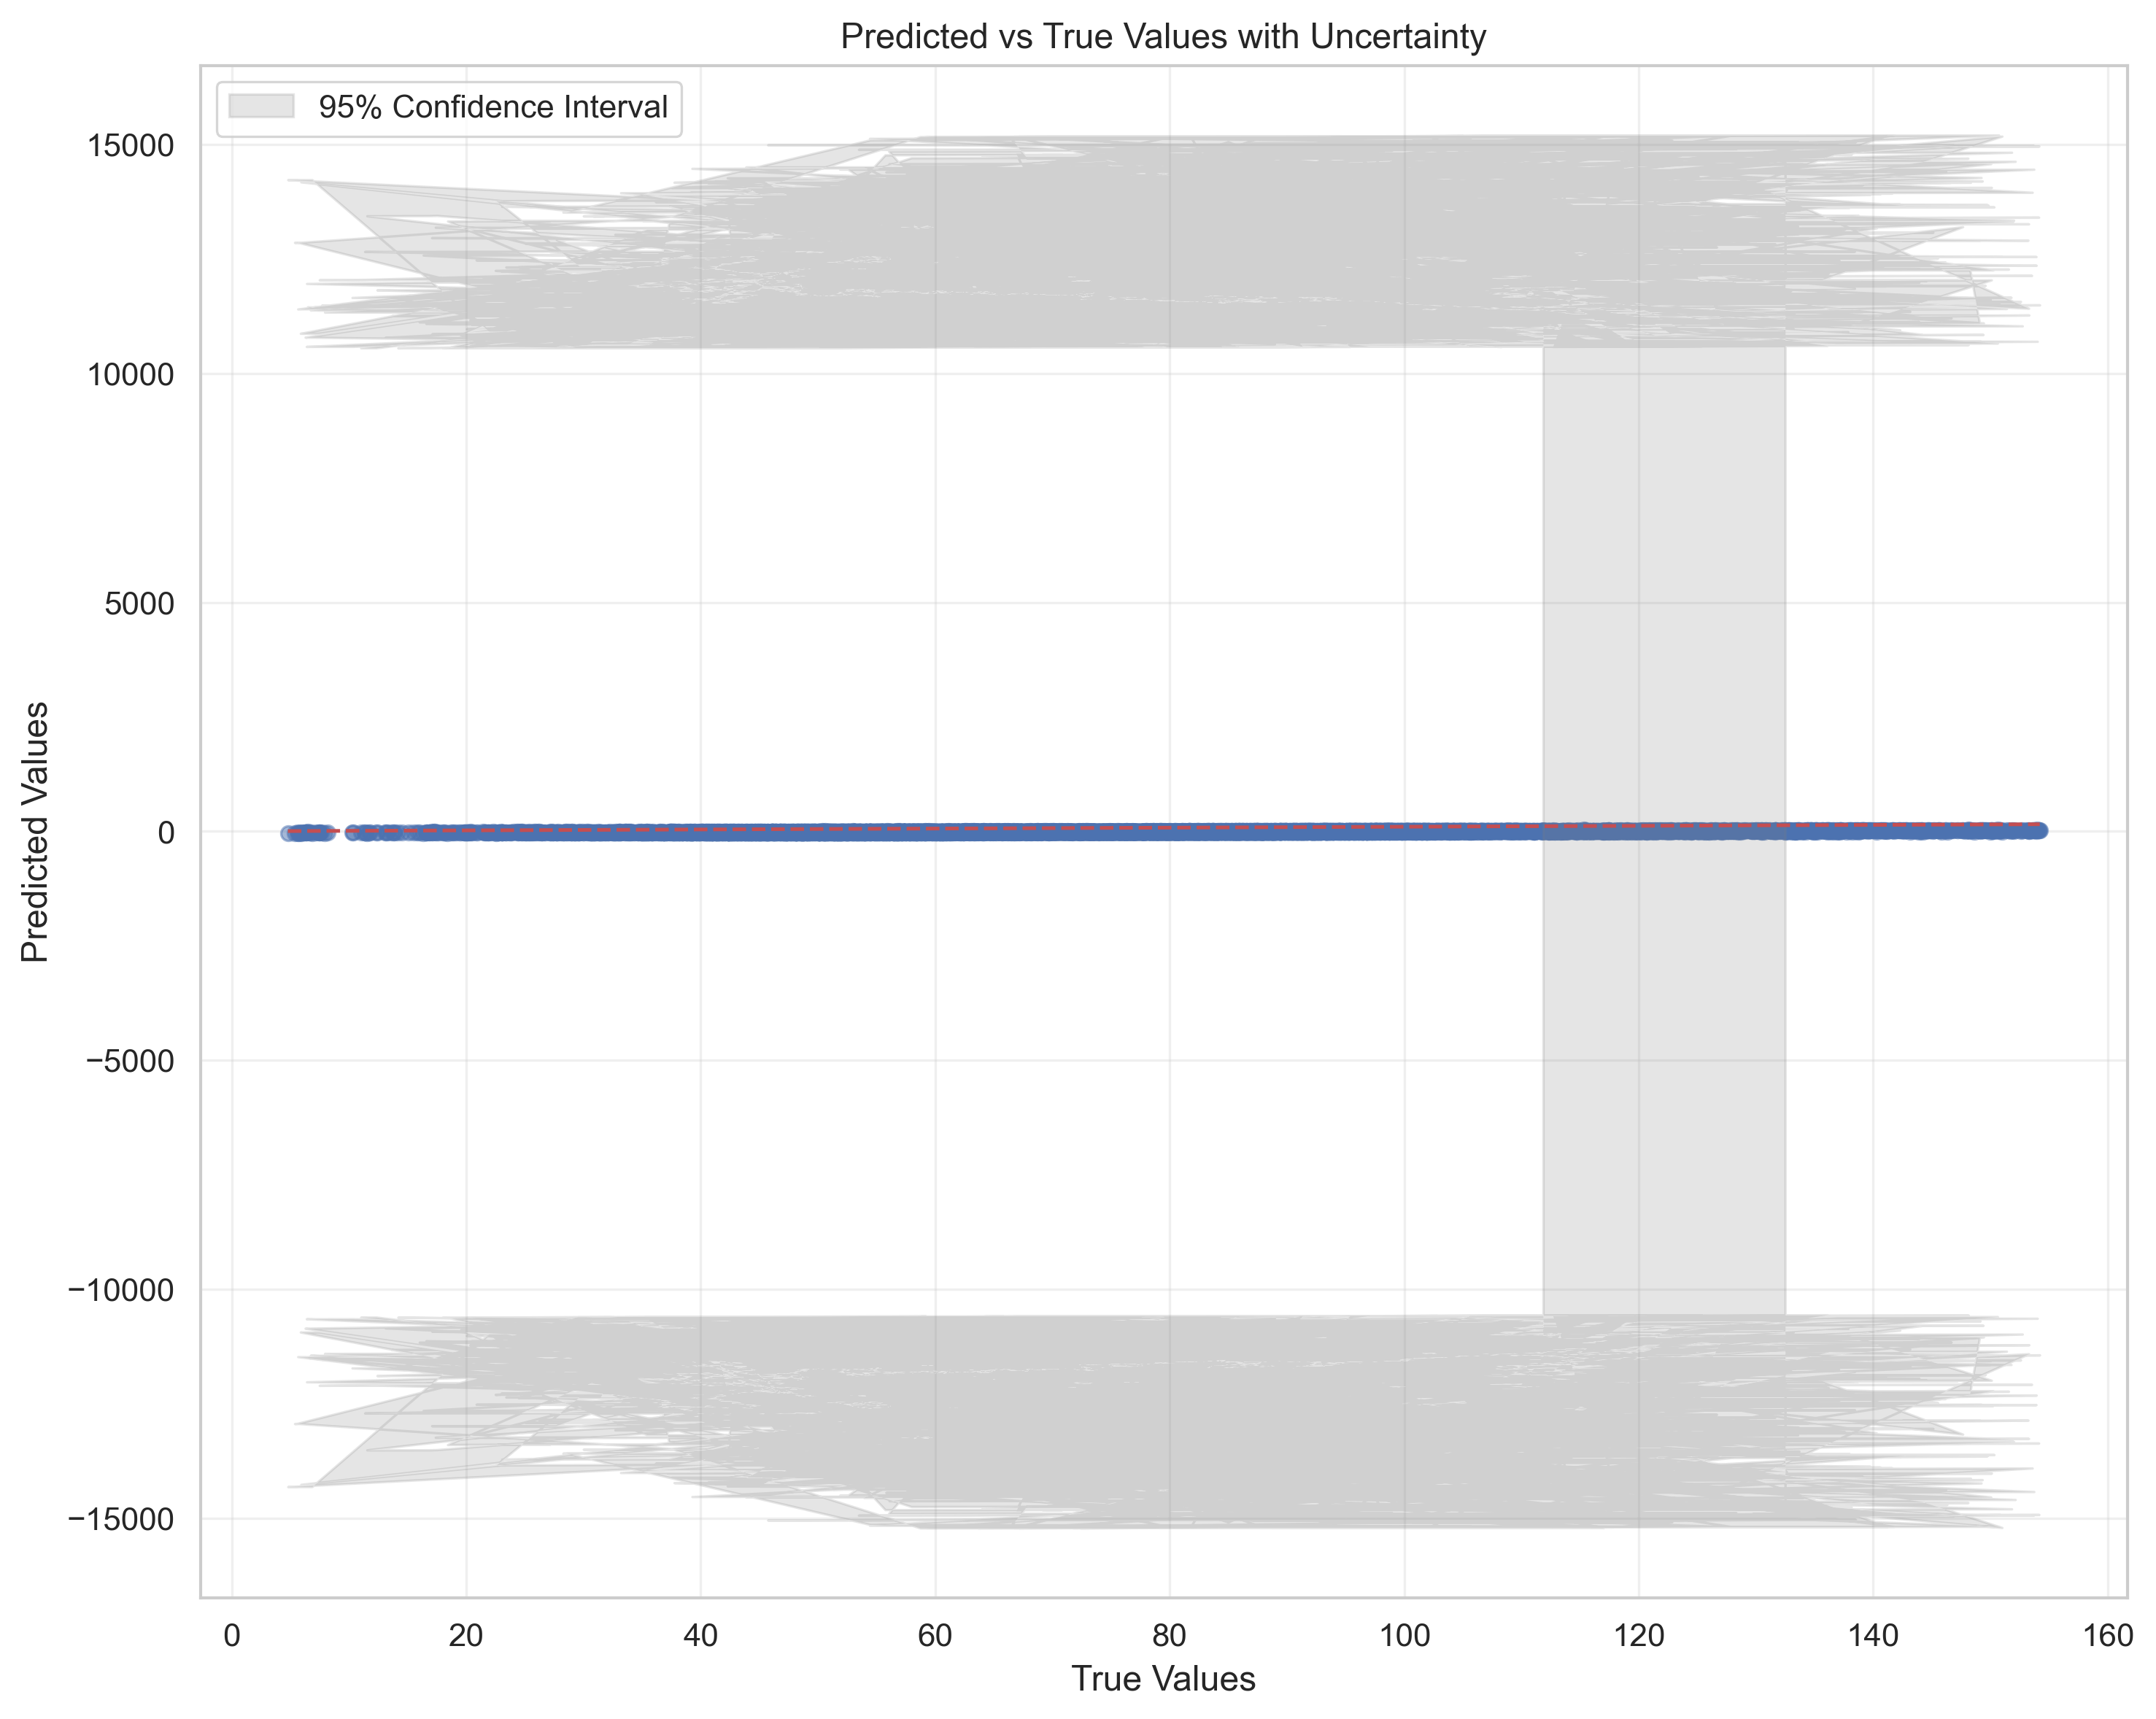 Predicted vs True Values with Uncertainty
95% Confidence Interval
15000
10000
5000
0
−5000
−10000
−15000
Predicted Values
0 20 40 60 80 100 120 140 160
True Values